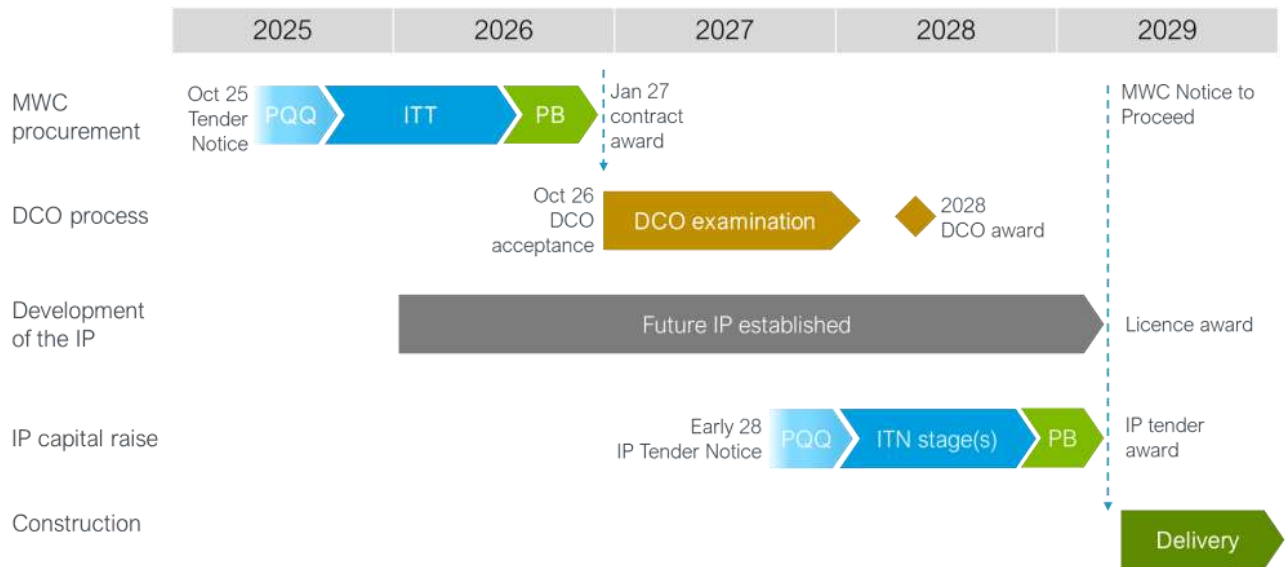 2025
2026
2027
2028
2029
MWC
procurement
Oct 25
Tender
Notice
PQQ
ITT
PB
Jan 27
contract
award
MWC Notice to
Proceed
DCO process
Oct 26
DCO
acceptance
DCO examination
2028
DCO award
Development
of the IP
Future IP established
Licence award
IP capital raise
Early 28
IP Tender Notice
PQQ
ITN stage(s)
PB
IP tender
award
Construction
Delivery